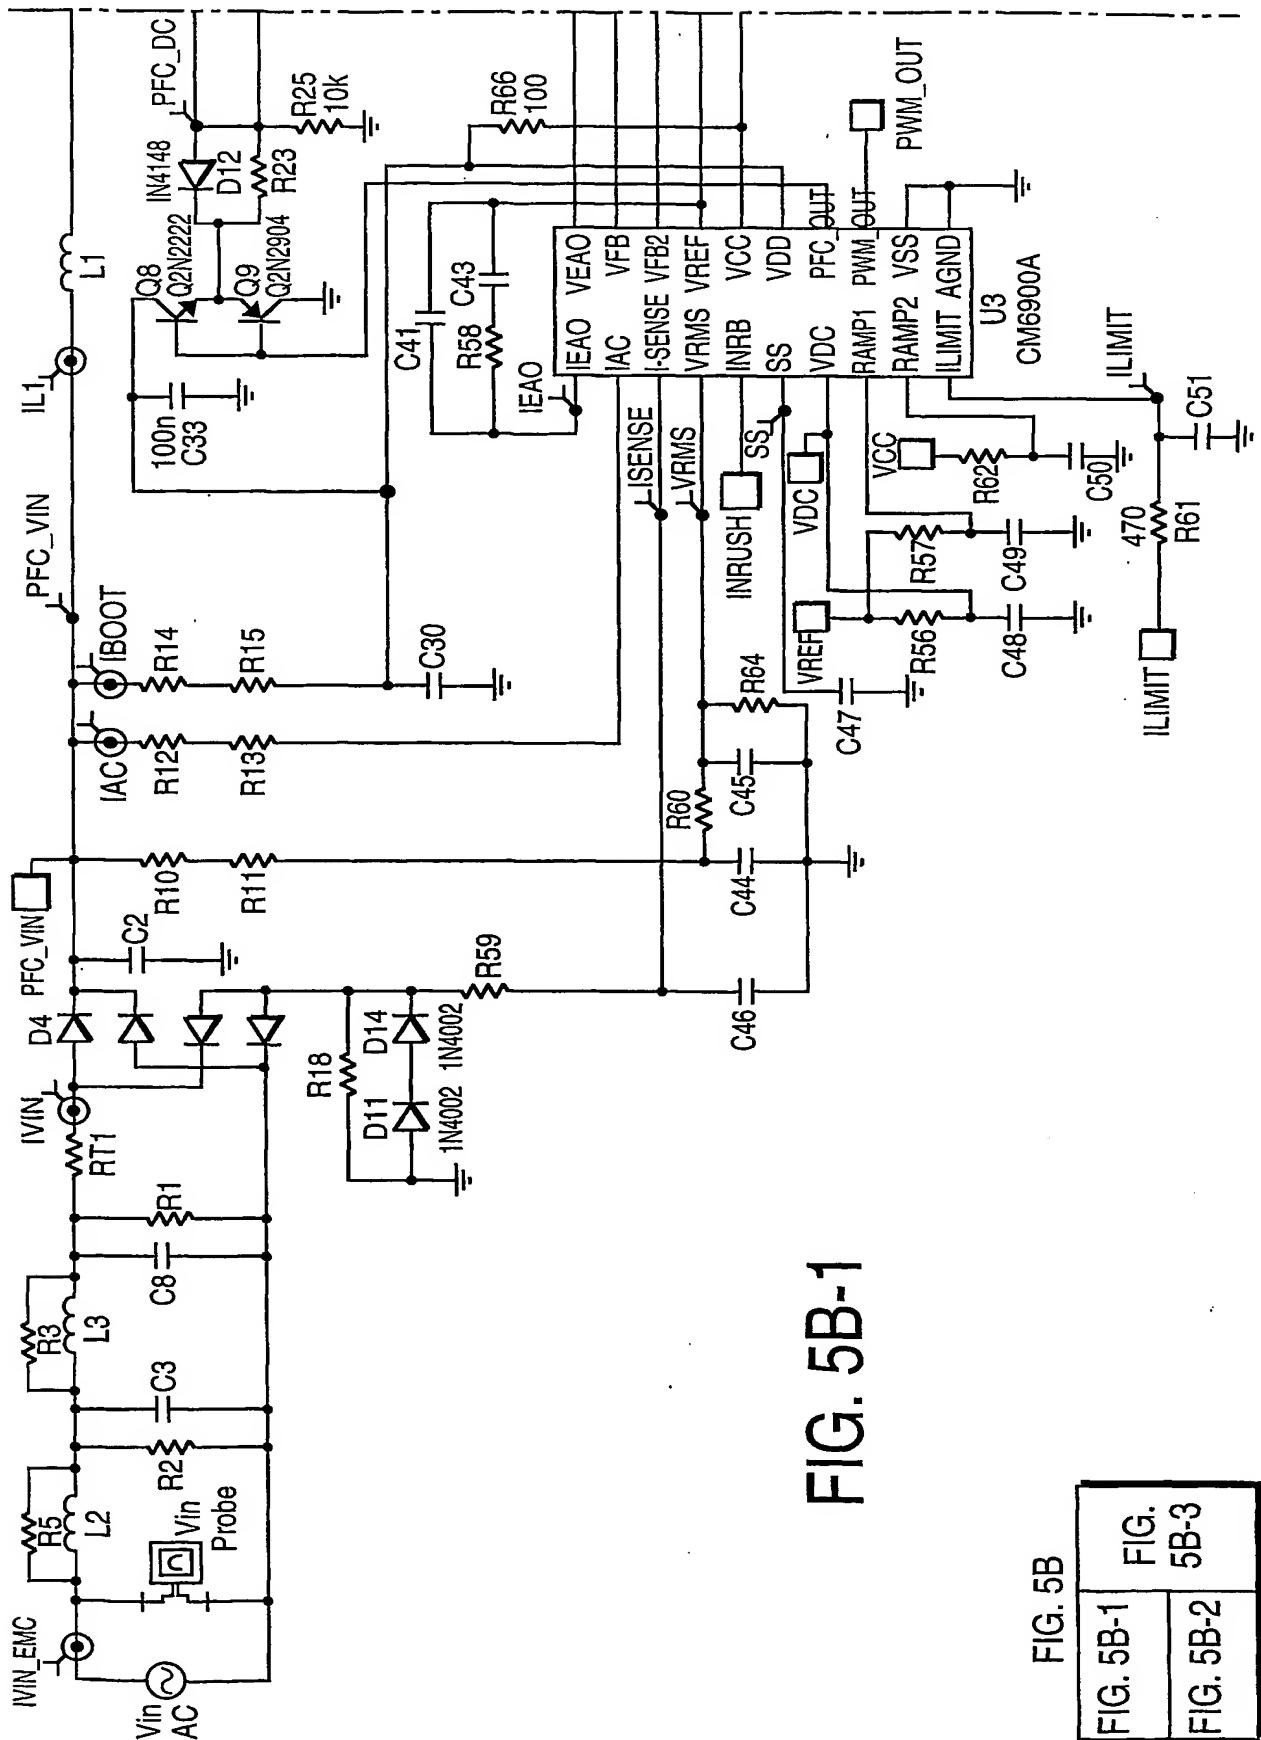 IVIN_EMC
Vin
AC
R5
L2
Vin
Probe
R2
C3
R3
L3
C8
R1
RT1
IVIN
D4
PFC_VIN
C2
R18
D11
1N4002
D14
1N4002
R59
C46
R10
R11
C44
R60
C45
R64
IAC
R12
R13
IBOOT
R14
R15
C30
PFC_VIN
IL1
L1
100n
C33
Q8
Q2N2222
Q9
Q2N2904
IN4148
D12
R23
PFC_DC
R25
10k
R66
100
C41
R58
C43
IEAO
ISENSE
VRMS
INRUSH
SS
VDC
VREF
VCC
C47
R56
C48
R57
C49
R62
C50
IEAO VEAO
IAC VFB
I-SENSE VFB2
VRMS VREF
INRB VCC
SS VDD
VDC PFC_OUT
RAMP1 PWM_OUT
RAMP2 VSS
ILIMIT AGND
U3
CM6900A
PWM_OUT
ILIMIT
470
R61
C51
ILIMIT
FIG. 5B-1
FIG. 5B
FIG. 5B-1
FIG. 5B-2
FIG.
5B-3